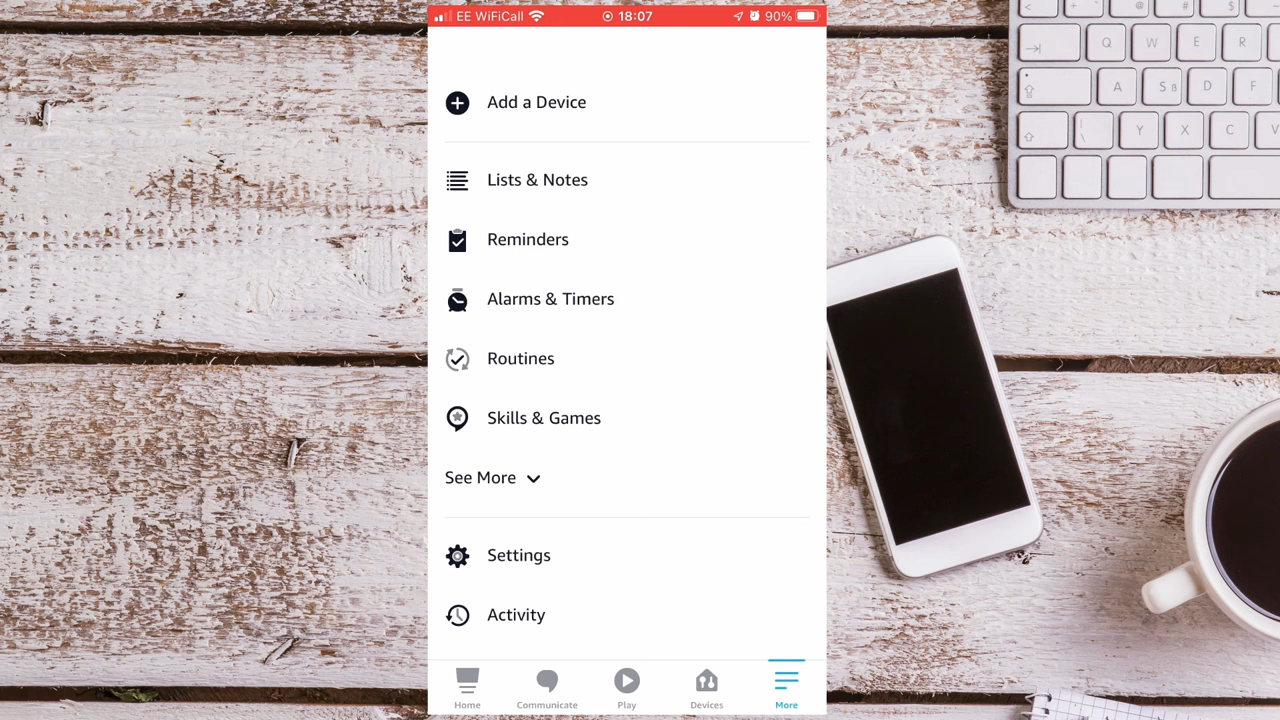 EE WiFiCall 18:07 90%
Add a Device
Lists & Notes
Reminders
Alarms & Timers
Routines
Skills & Games
See More
Settings
Activity
Home Communicate Play Devices More
Q W E R
A S ß D F
Y X C V